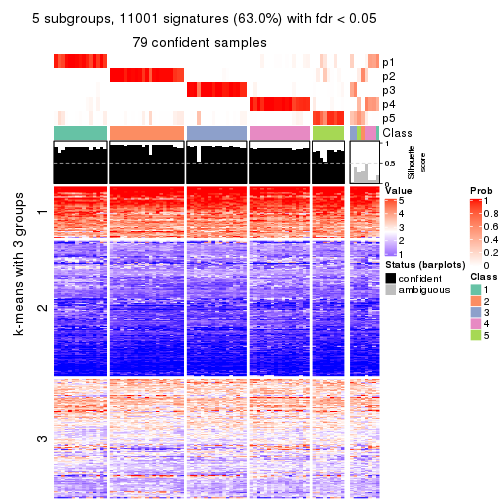 5 subgroups, 11001 signatures (63.0%) with fdr < 0.05
79 confident samples
p1
p2
p3
p4
p5
Class
1
0.5
0
Silhouette
score
k-means with 3 groups
1
2
3
Value
5
4
3
2
1
Status (barplots)
confident
ambiguous
Prob
1
0.8
0.6
0.4
0.2
0
Class
1
2
3
4
5